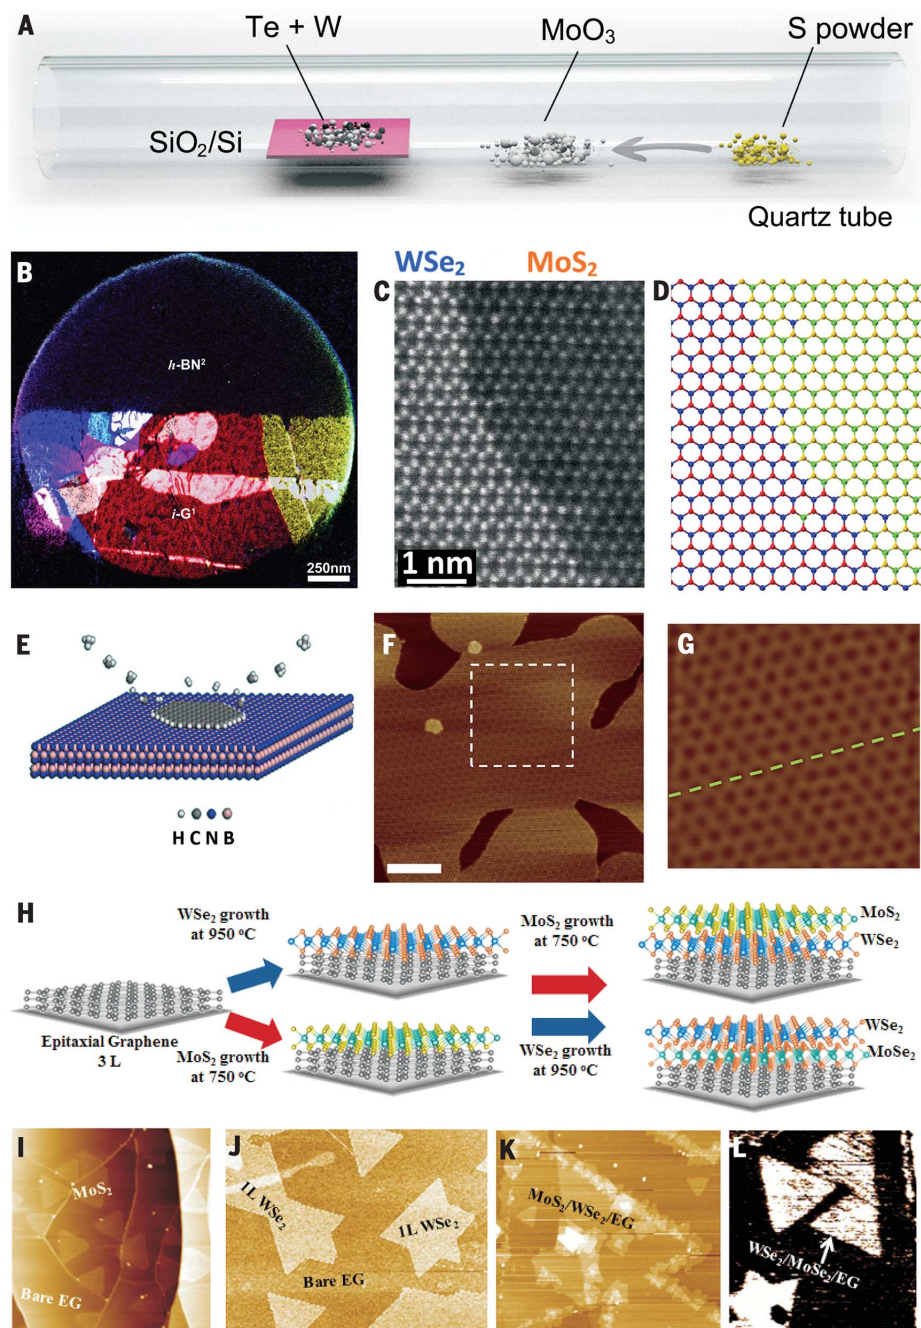 A
Te + W
MoO₃
S powder
SiO₂/Si
Quartz tube
B
h-BN²
i-G¹
250nm
WSe₂
MoS₂
C
1 nm
D
E
H C N B
F
G
H
WSe₂ growth
at 950 °C
MoS₂ growth
at 750 °C
MoS₂
WSe₂
Epitaxial Graphene
3 L
MoS₂ growth
at 750 °C
WSe₂ growth
at 950 °C
WSe₂
MoSe₂
I
MoS₂
Bare EG
J
1L WSe₂
1L WSe₂
Bare EG
K
MoS₂/WSe₂/EG
L
WSe₂/MoSe₂/EG